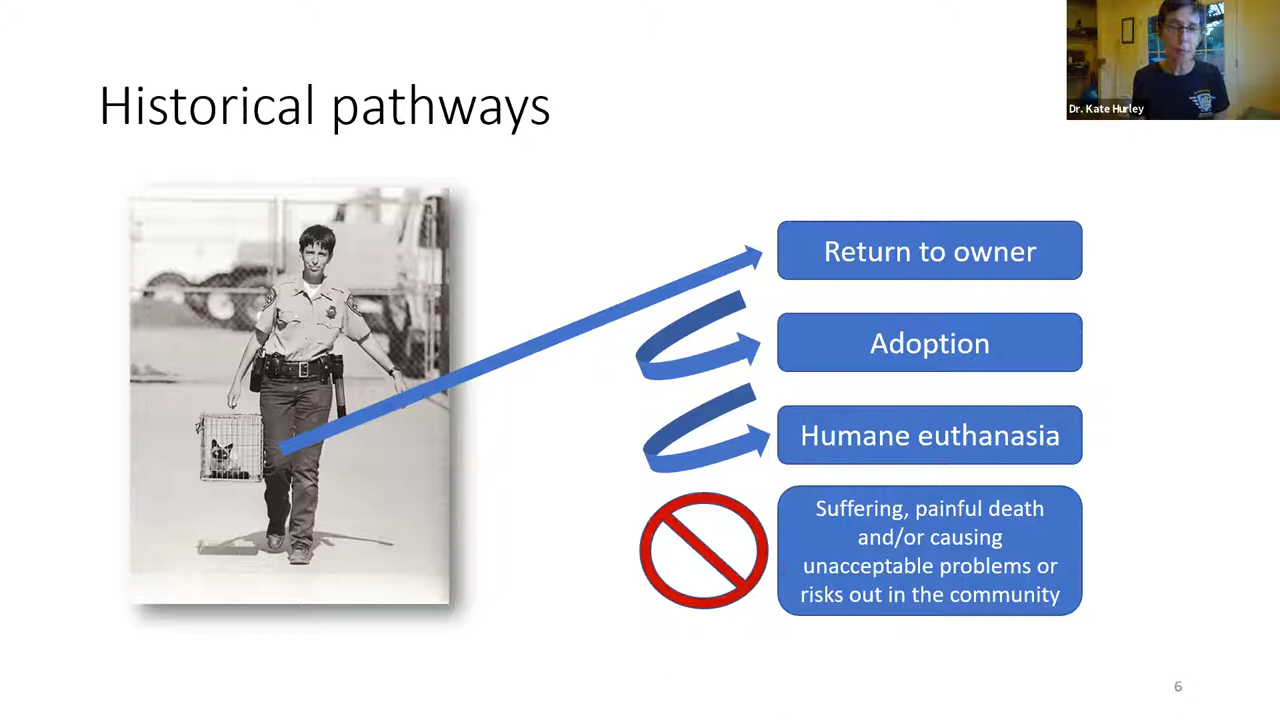 Historical pathways
Dr. Kate Hurley
Return to owner
Adoption
Humane euthanasia
Suffering, painful death
and/or causing
unacceptable problems or
risks out in the community
6